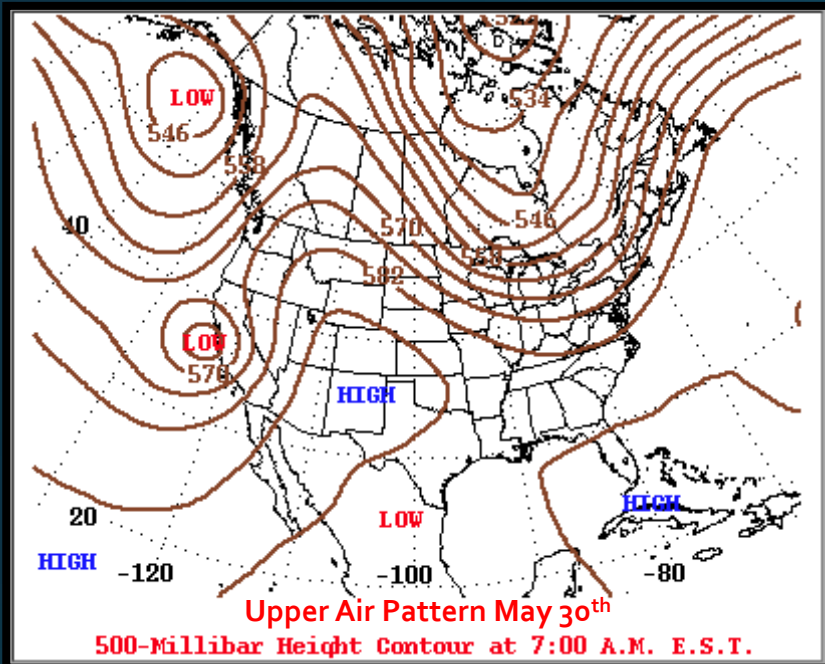 534
LOW
546
558
546
40
570
558
582
LOW
570
HIGH
HIGH
20
LOW
HIGH
-120
-100
-80
Upper Air Pattern May 30th
500-Millibar Height Contour at 7:00 A.M. E.S.T.